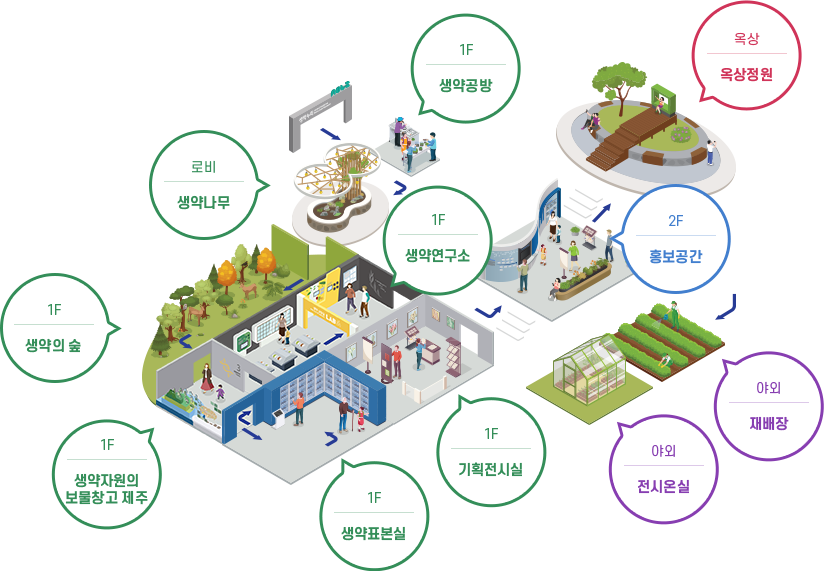 1F
생약공방
옥상
옥상정원
로비
생약나무
1F
생약연구소
2F
홍보공간
1F
생약의 숲
야외
재배장
1F
생약자원의
보물창고 제주
1F
기획전시실
야외
전시온실
1F
생약표본실